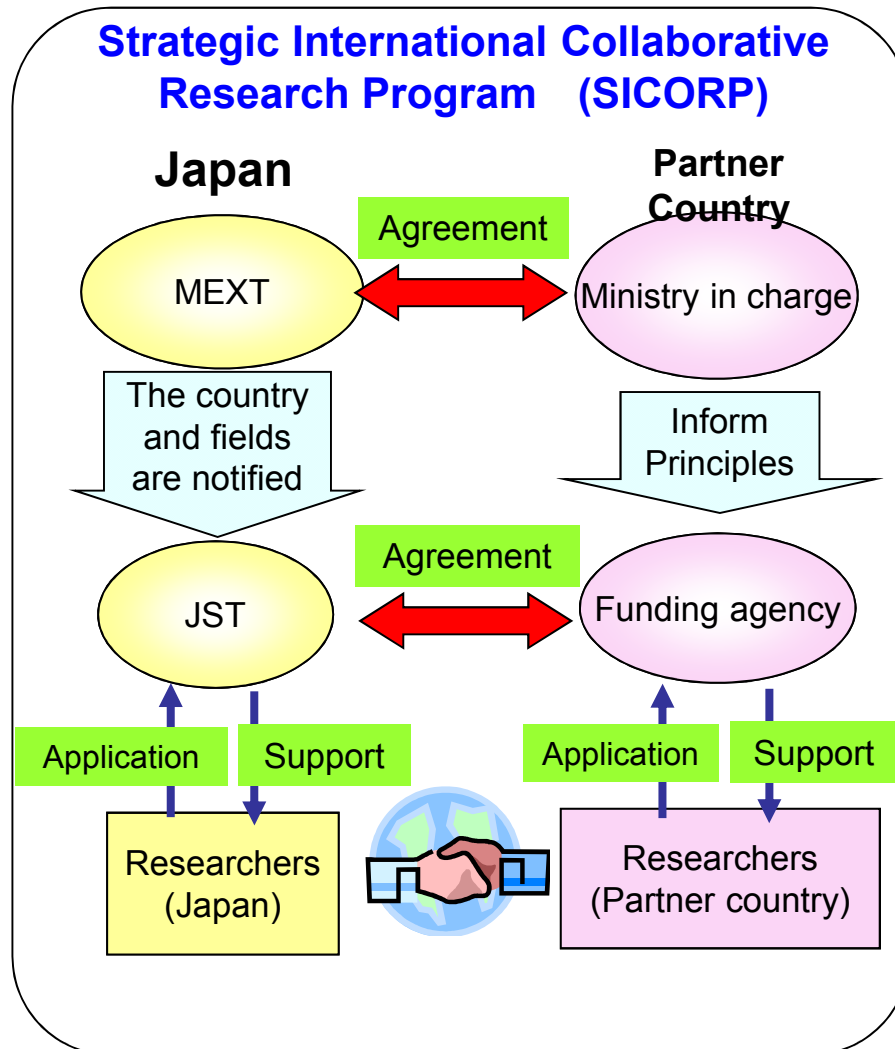 Strategic International Collaborative
Research Program (SICORP)
Japan
Partner
Country
Agreement
MEXT
Ministry in charge
The country
and fields
are notified
Inform
Principles
Agreement
JST
Funding agency
Application
Support
Application
Support
Researchers
(Japan)
Researchers
(Partner country)